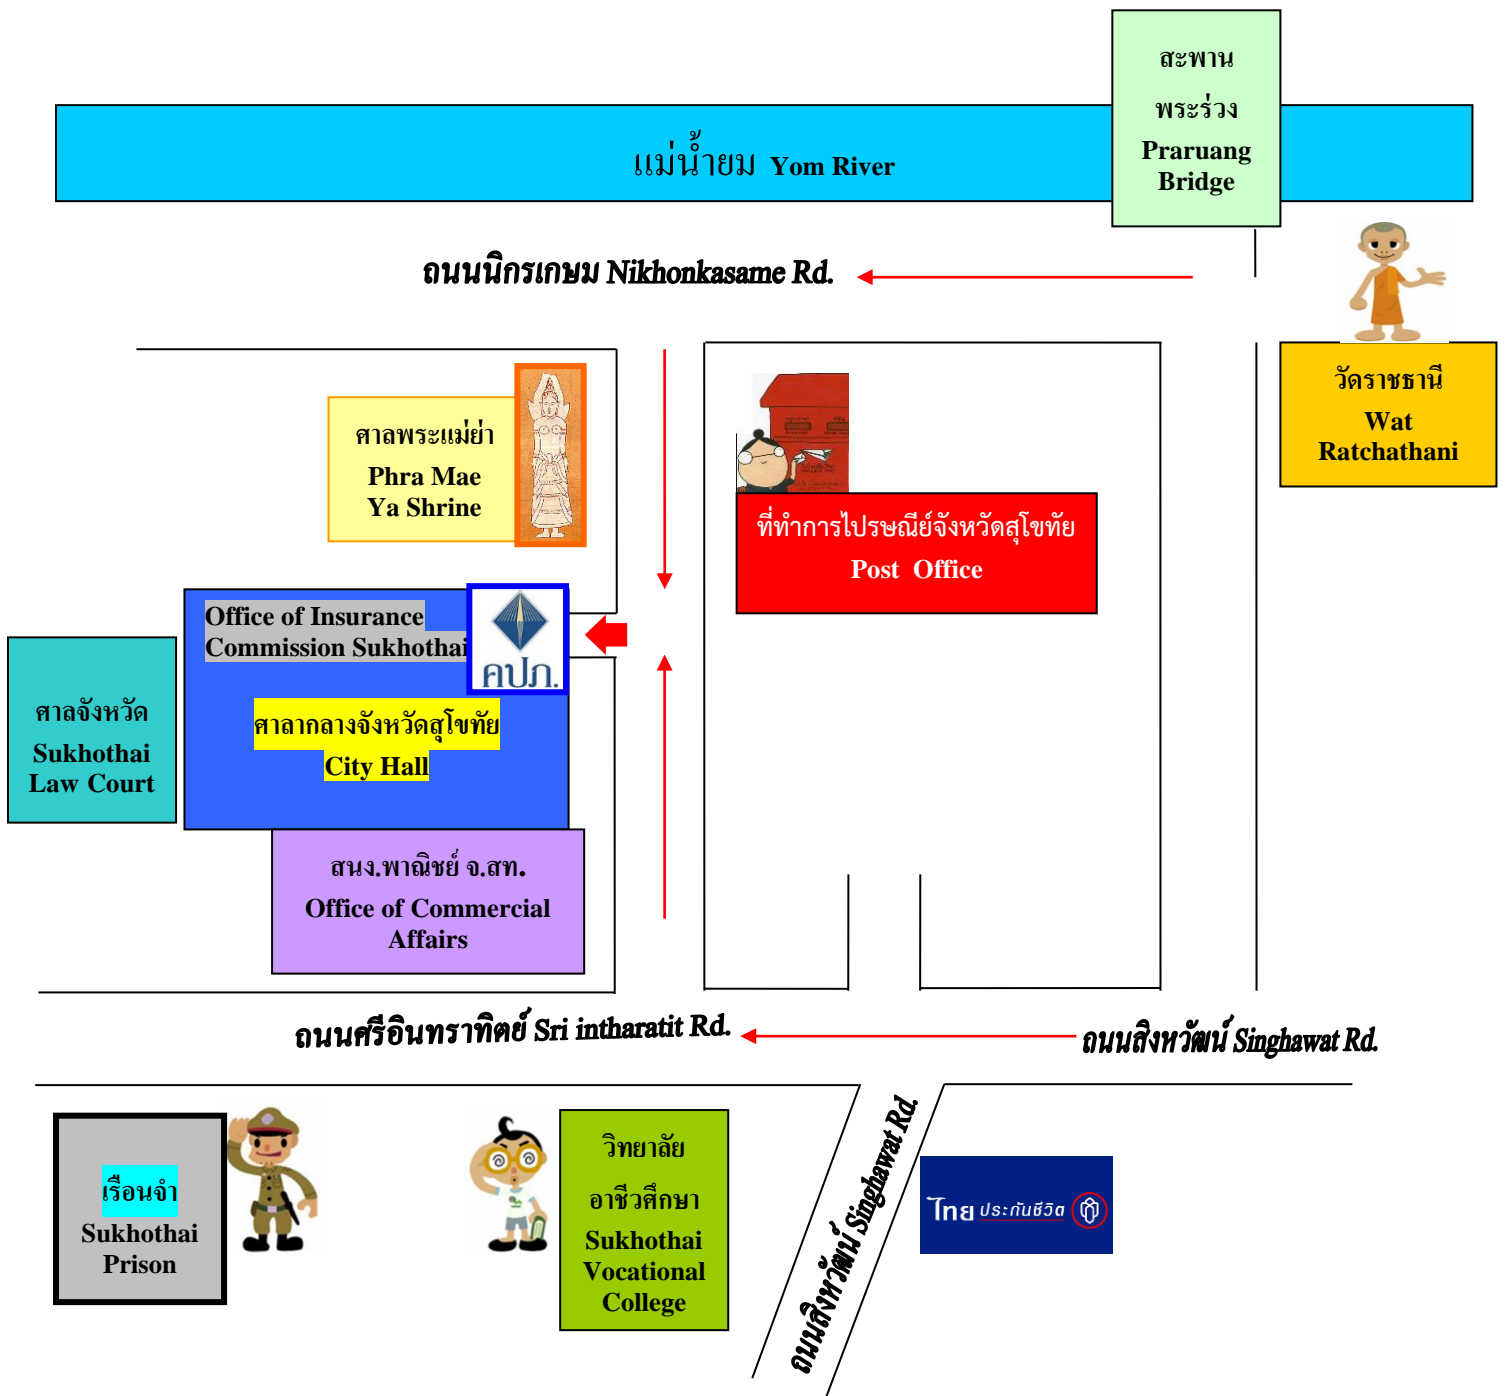 สะพาน
พระร่วง
Praruang
Bridge
แม่น้ำยม Yom River
ถนนนิกรเกษม Nikhonkasame Rd.
วัดราชธานี
Wat
Ratchathani
ศาลพระแม่ย่า
Phra Mae
Ya Shrine
ที่ทำการไปรษณีย์จังหวัดสุโขทัย
Post Office
Office of Insurance
Commission Sukhothai
คปภ.
ศาลากลางจังหวัดสุโขทัย
City Hall
ศาลจังหวัด
Sukhothai
Law Court
สนง.พาณิชย์ จ.สท.
Office of Commercial
Affairs
ถนนศรีอินทราทิตย์ Sri intharatit Rd.
ถนนสิงหวัฒน์ Singhawat Rd.
เรือนจำ
Sukhothai
Prison
วิทยาลัย
อาชีวศึกษา
Sukhothai
Vocational
College
ถนนสิงหวัฒน์ Singhawat Rd.
ไทยประกันชีวิต